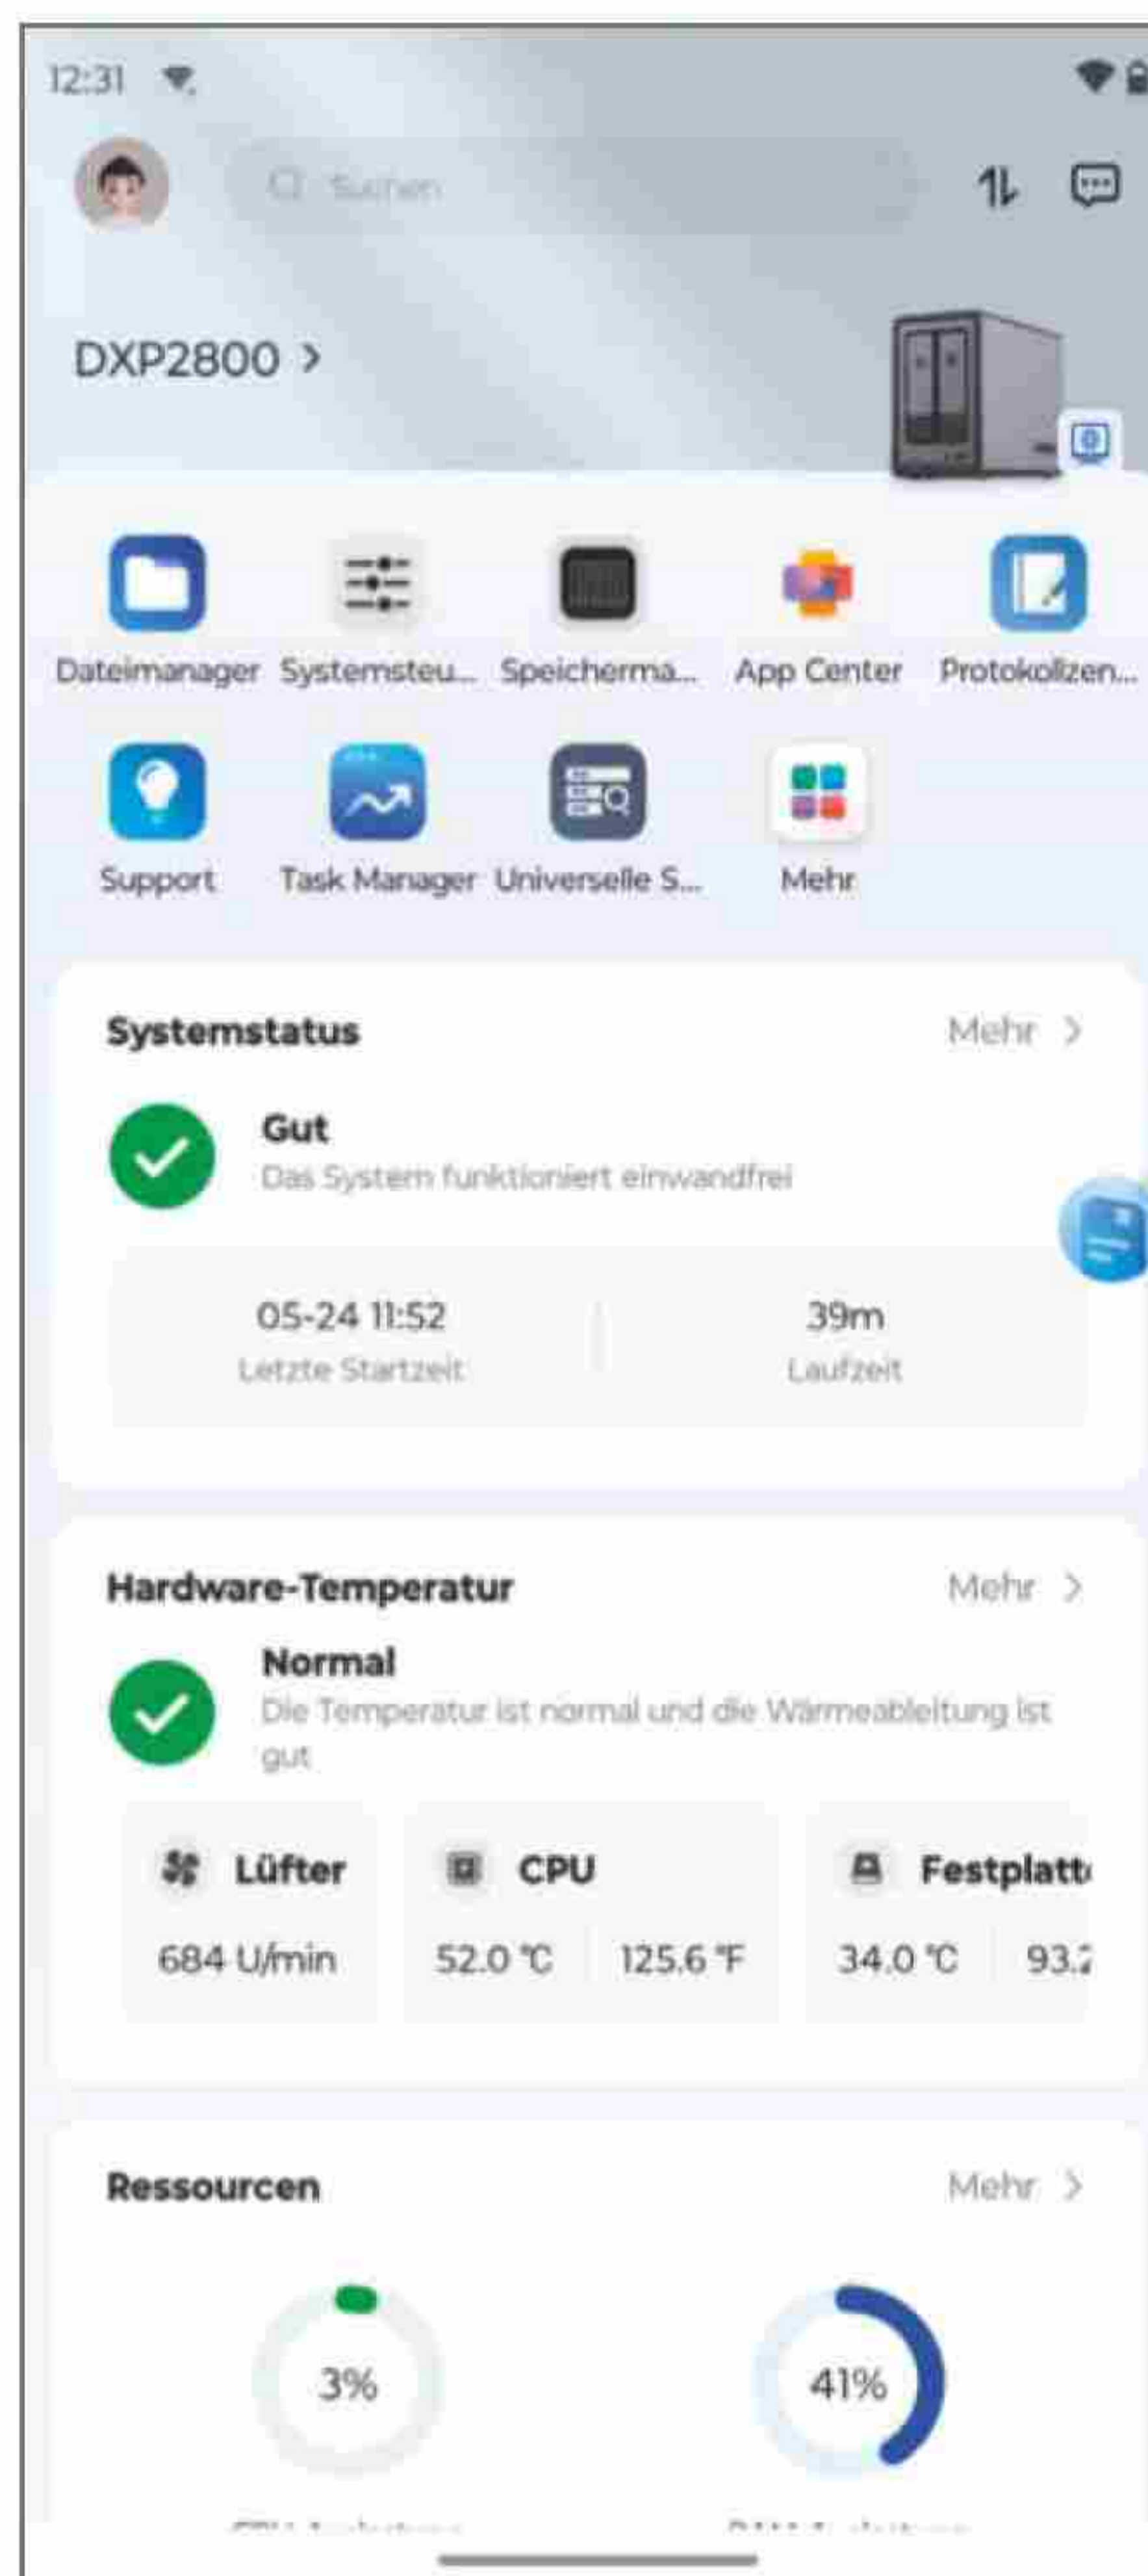 12:31
Suchen
DXP2800 >
Dateimanager Systemsteu... Speicherma... App Center Protokollzen...
Support Task Manager Universelle S... Mehr
Systemstatus Mehr >
Gut
Das System funktioniert einwandfrei
05-24 11:52 39m
Letzte Startzeit Laufzeit
Hardware-Temperatur Mehr >
Normal
Die Temperatur ist normal und die Wärmeableitung ist
gut
Lüfter CPU Festplatt
684 U/min 52.0 °C 125.6 °F 34.0 °C 93.2
Ressourcen Mehr >
3% 41%